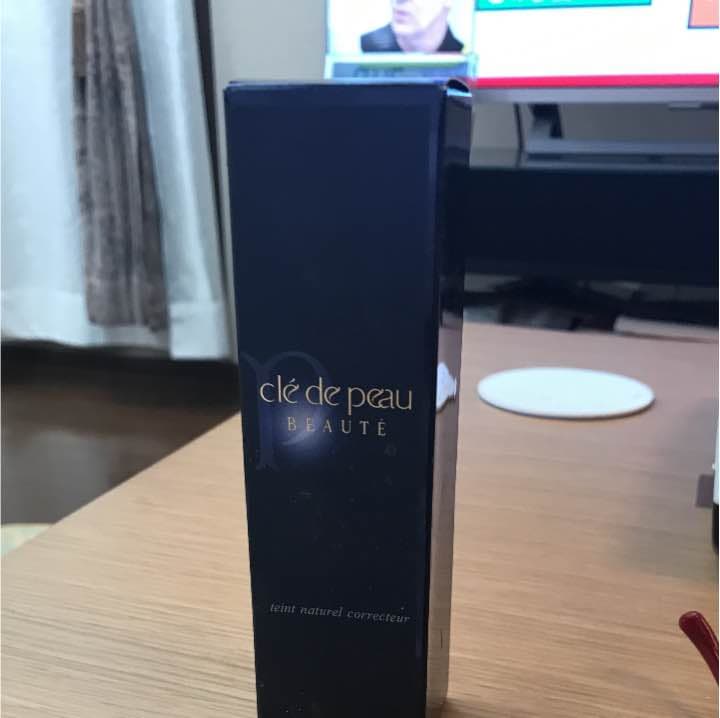 clé de peau
BEAUTÉ
teint naturel correcteur